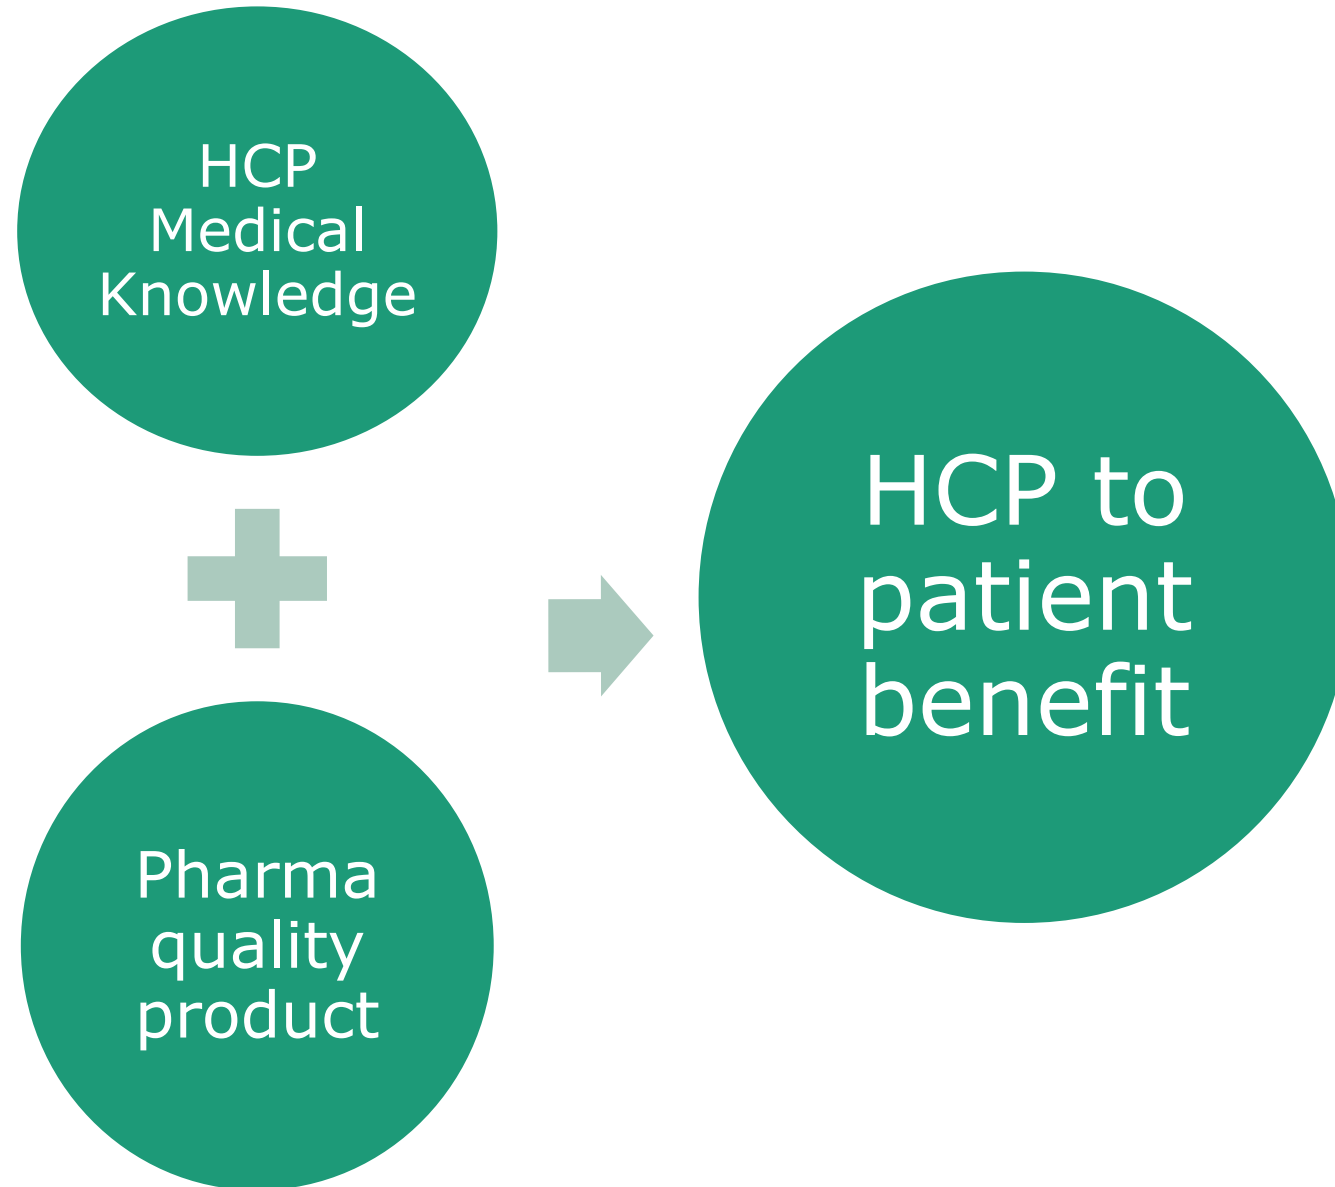 HCP
Medical
Knowledge
Pharma
quality
product
HCP to
patient
benefit